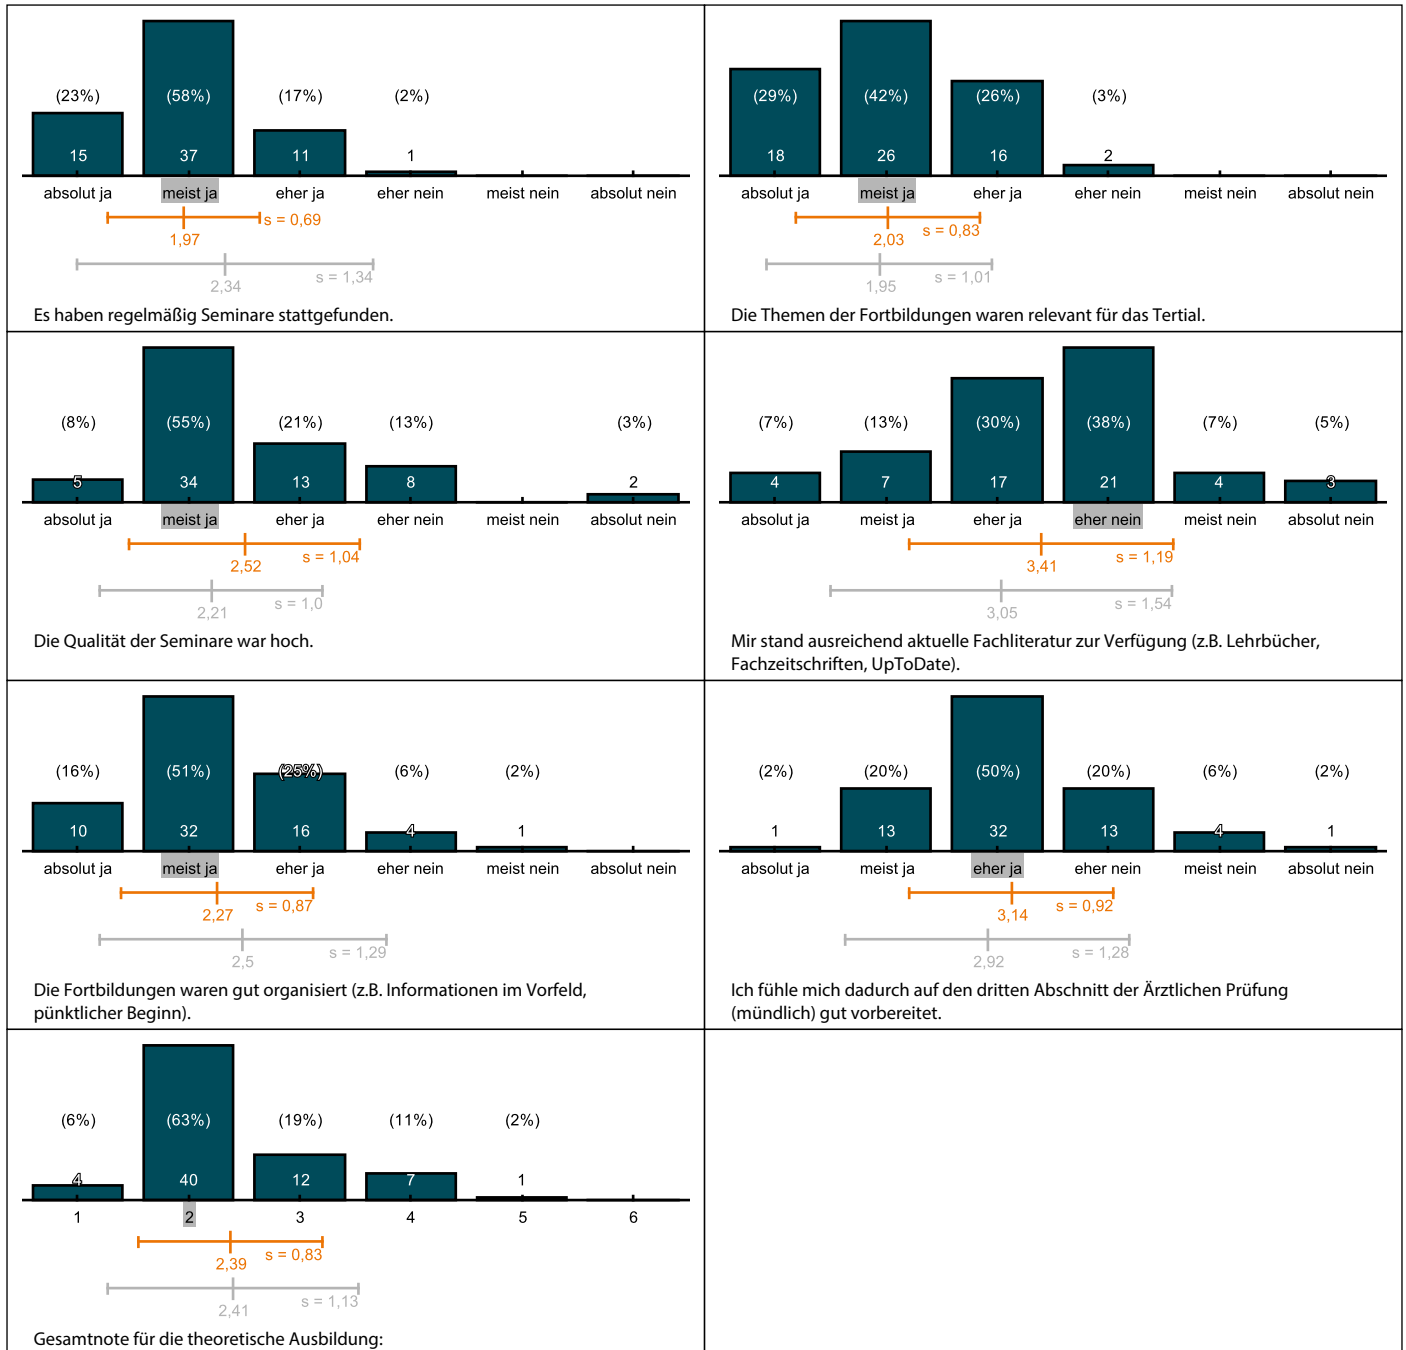 (23%) (58%) (17%) (2%)
15 37 11 1
absolut ja meist ja eher ja eher nein meist nein absolut nein
s = 0,69
1,97
s = 1,34
2,34
Es haben regelmäßig Seminare stattgefunden.
(29%) (42%) (26%) (3%)
18 26 16 2
absolut ja meist ja eher ja eher nein meist nein absolut nein
s = 0,83
2,03
s = 1,01
1,95
Die Themen der Fortbildungen waren relevant für das Tertial.
(8%) (55%) (21%) (13%) (3%)
5 34 13 8 2
absolut ja meist ja eher ja eher nein meist nein absolut nein
s = 1,04
2,52
s = 1,0
2,21
Die Qualität der Seminare war hoch.
(7%) (13%) (30%) (38%) (7%) (5%)
4 7 17 21 4 3
absolut ja meist ja eher ja eher nein meist nein absolut nein
s = 1,19
3,41
s = 1,54
3,05
Mir stand ausreichend aktuelle Fachliteratur zur Verfügung (z.B. Lehrbücher,
Fachzeitschriften, UpToDate).
(16%) (51%) (25%) (6%) (2%)
10 32 16 4 1
absolut ja meist ja eher ja eher nein meist nein absolut nein
s = 0,87
2,27
s = 1,29
2,5
Die Fortbildungen waren gut organisiert (z.B. Informationen im Vorfeld,
pünktlicher Beginn).
(2%) (20%) (50%) (20%) (6%) (2%)
1 13 32 13 4 1
absolut ja meist ja eher ja eher nein meist nein absolut nein
s = 0,92
3,14
s = 1,28
2,92
Ich fühle mich dadurch auf den dritten Abschnitt der Ärztlichen Prüfung
(mündlich) gut vorbereitet.
(6%) (63%) (19%) (11%) (2%)
4 40 12 7 1
1 2 3 4 5 6
s = 0,83
2,39
s = 1,13
2,41
Gesamtnote für die theoretische Ausbildung: